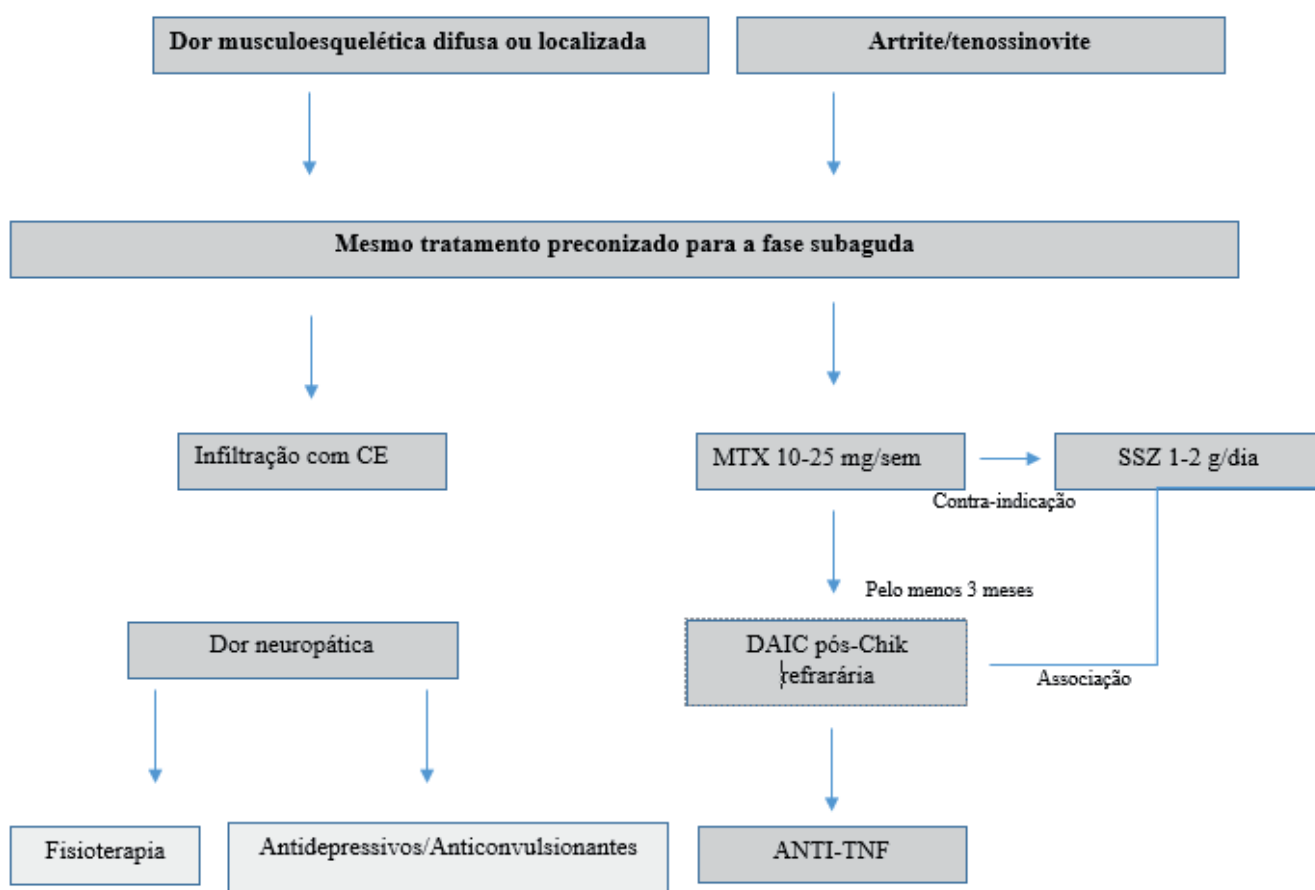 Dor musculoesquelética difusa ou localizada
Artrite/tenossinovite
Mesmo tratamento preconizado para a fase subaguda
Infiltração com CE
MTX 10-25 mg/sem
SSZ 1-2 g/dia
Contra-indicação
Pelo menos 3 meses
Dor neuropática
DAIC pós-Chik
refrarária
Associação
Fisioterapia
Antidepressivos/Anticonvulsionantes
ANTI-TNF